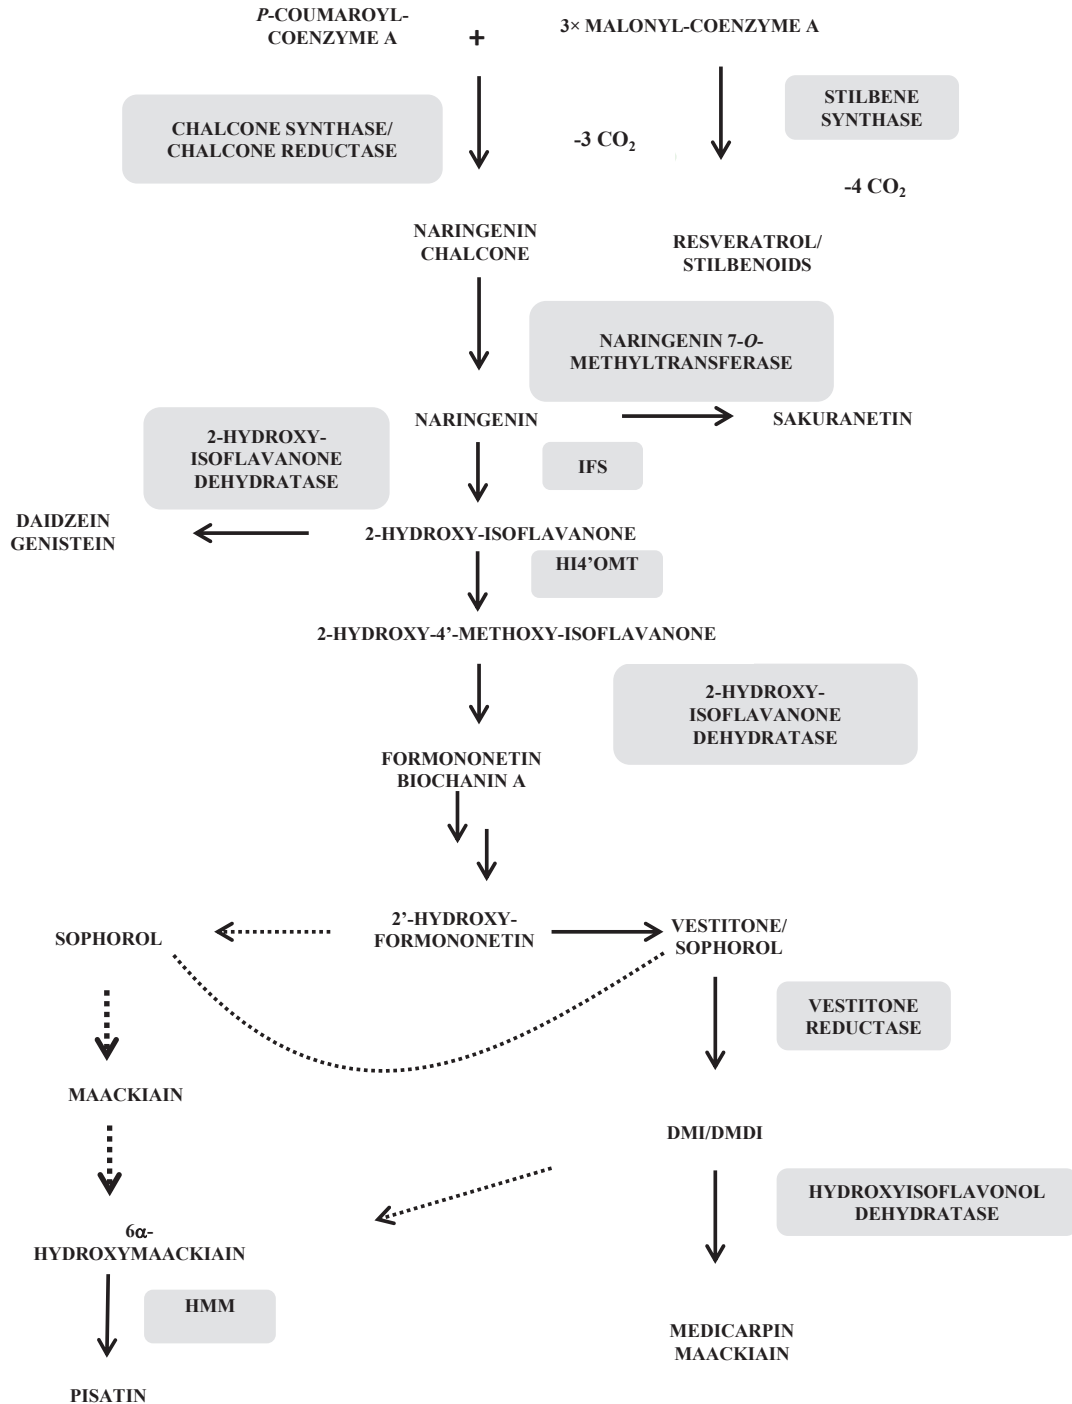 P-COUMAROYL-
COENZYME A
+
3× MALONYL-COENZYME A
CHALCONE SYNTHASE/
CHALCONE REDUCTASE
-3 CO₂
STILBENE
SYNTHASE
-4 CO₂
NARINGENIN
CHALCONE
RESVERATROL/
STILBENOIDS
NARINGENIN 7-O-
METHYLTRANSFERASE
NARINGENIN
SAKURANETIN
2-HYDROXY-
ISOFLAVANONE
DEHYDRATASE
IFS
DAIDZEIN
GENISTEIN
2-HYDROXY-ISOFLAVANONE
HI4’OMT
2-HYDROXY-4’-METHOXY-ISOFLAVANONE
2-HYDROXY-
ISOFLAVANONE
DEHYDRATASE
FORMONONETIN
BIOCHANIN A
SOPHOROL
2’-HYDROXY-
FORMONONETIN
VESTITONE/
SOPHOROL
VESTITONE
REDUCTASE
MAACKIAIN
DMI/DMDI
HYDROXYISOFLAVONOL
DEHYDRATASE
6α-
HYDROXYMAACKIAIN
HMM
MEDICARPIN
MAACKIAIN
PISATIN